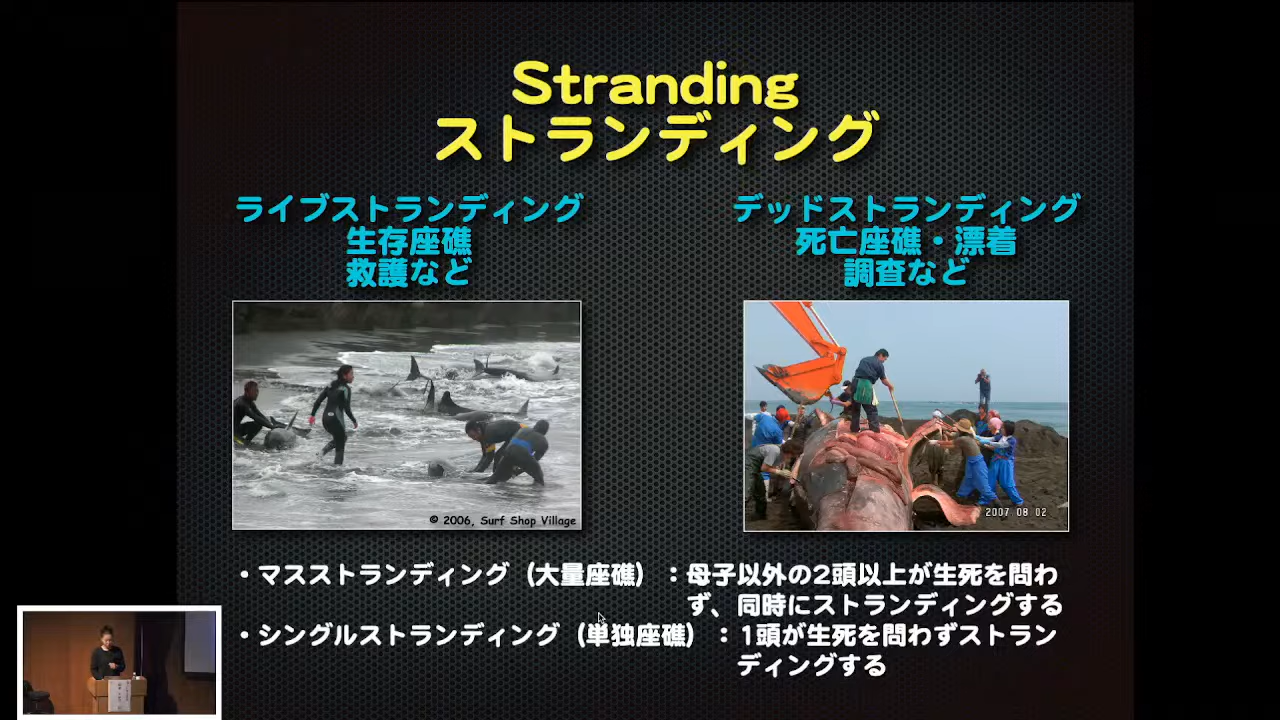 Stranding
ストランディング
ライブストランディング
生存座礁
救護など
デッドストランディング
死亡座礁・漂着
調査など
© 2006, Surf Shop Village
2007 08 02
・マスストランディング（大量座礁）：母子以外の2頭以上が生死を問わ
ず、同時にストランディングする
・シングルストランディング（単独座礁）：1頭が生死を問わずストラン
ディングする